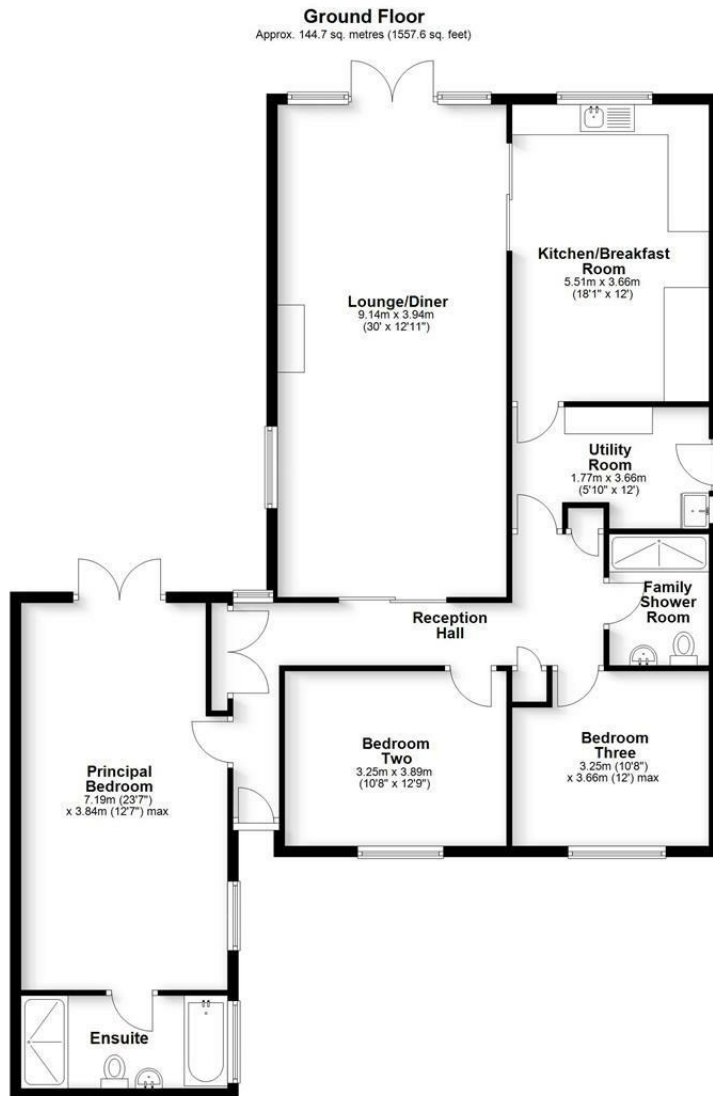 Ground Floor
Approx. 144.7 sq. metres (1557.6 sq. feet)
Kitchen/Breakfast
Room
5.51m x 3.66m
(18'1" x 12')
Lounge/Diner
9.14m x 3.94m
(30' x 12'11")
Utility
Room
1.77m x 3.66m
(5'10" x 12')
Family
Shower
Room
Reception
Hall
Bedroom
Two
3.25m x 3.89m
(10'8" x 12'9")
Bedroom
Three
3.25m (10'8")
x 3.66m (12') max
Principal
Bedroom
7.19m (23'7")
x 3.84m (12'7") max
Ensuite